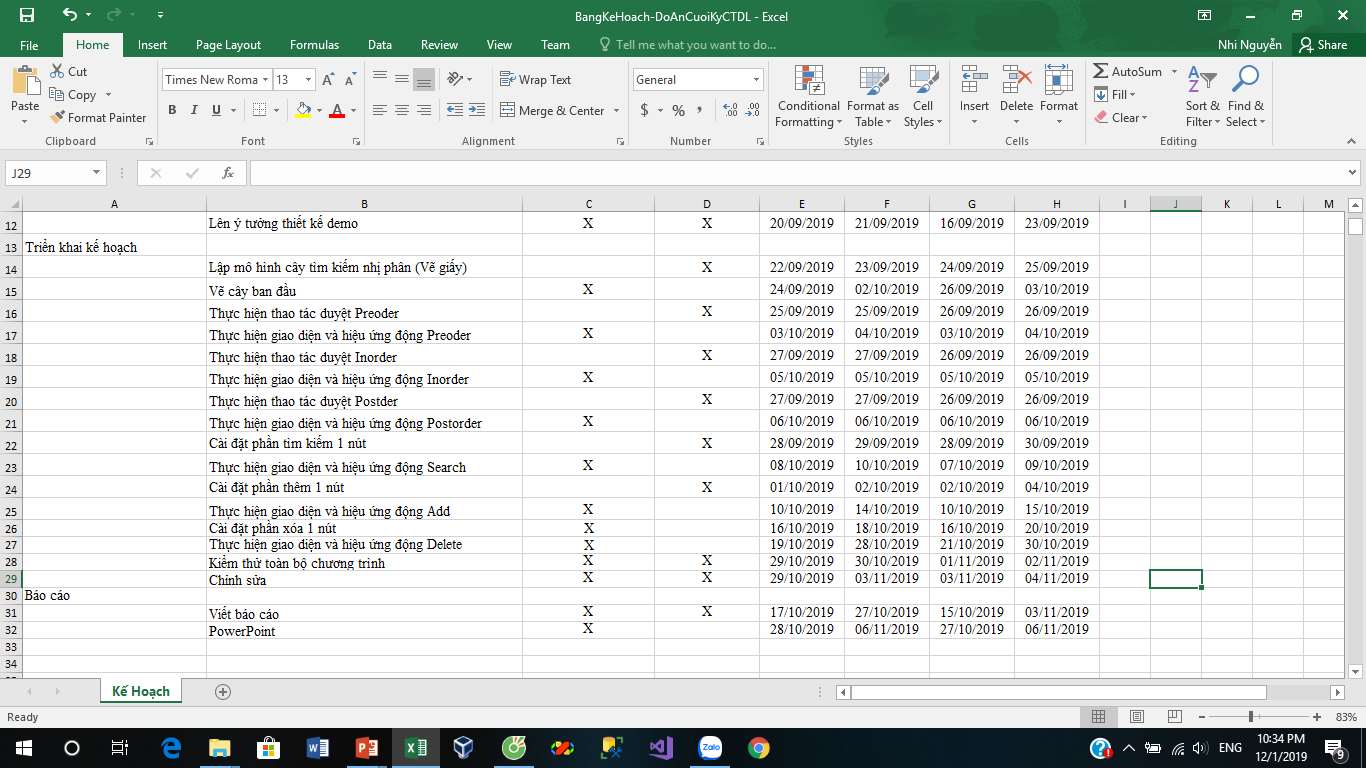 BangKeHoach-DoAnCuoiKyCTDL - Excel
File Home Insert Page Layout Formulas Data Review View Team Tell me what you want to do... Nhi Nguyễn Share
Paste Cut Times New Roma 13 Wrap Text General Conditional Format as Cell Insert Delete Format AutoSum Sort & Find &
Copy Merge & Center Formatting Table Styles Fill Filter Select
Format Painter Clear
Clipboard Font Alignment Number Styles Cells Editing
J29 fx
A B C D E F G H I J K L M
12 Lên ý tưởng thiết kế demo X X 20/09/2019 21/09/2019 16/09/2019 23/09/2019
13 Triển khai kế hoạch
14 Lập mô hình cây tìm kiếm nhị phân (Vẽ giấy) X 22/09/2019 23/09/2019 24/09/2019 25/09/2019
15 Vẽ cây ban đầu X 24/09/2019 02/10/2019 26/09/2019 03/10/2019
16 Thực hiện thao tác duyệt Preoder X 25/09/2019 25/09/2019 26/09/2019 26/09/2019
17 Thực hiện giao diện và hiệu ứng động Preoder X 03/10/2019 04/10/2019 03/10/2019 04/10/2019
18 Thực hiện thao tác duyệt Inorder X 27/09/2019 27/09/2019 26/09/2019 26/09/2019
19 Thực hiện giao diện và hiệu ứng động Inorder X 05/10/2019 05/10/2019 05/10/2019 05/10/2019
20 Thực hiện thao tác duyệt Postder X 27/09/2019 27/09/2019 26/09/2019 26/09/2019
21 Thực hiện giao diện và hiệu ứng động Postorder X 06/10/2019 06/10/2019 06/10/2019 06/10/2019
22 Cài đặt phần tìm kiếm 1 nút X 28/09/2019 29/09/2019 28/09/2019 30/09/2019
23 Thực hiện giao diện và hiệu ứng động Search X 08/10/2019 10/10/2019 07/10/2019 09/10/2019
24 Cài đặt phần thêm 1 nút X 01/10/2019 02/10/2019 02/10/2019 04/10/2019
25 Thực hiện giao diện và hiệu ứng động Add X 10/10/2019 14/10/2019 10/10/2019 15/10/2019
26 Cài đặt phần xóa 1 nút X 16/10/2019 18/10/2019 16/10/2019 20/10/2019
27 Thực hiện giao diện và hiệu ứng động Delete X 19/10/2019 28/10/2019 21/10/2019 30/10/2019
28 Kiểm thử toàn bộ chương trình X X 29/10/2019 30/10/2019 01/11/2019 02/11/2019
29 Chỉnh sửa X X 29/10/2019 03/11/2019 03/11/2019 04/11/2019
30 Báo cáo
31 Viết báo cáo X X 17/10/2019 27/10/2019 15/10/2019 03/11/2019
32 PowerPoint X 28/10/2019 06/11/2019 27/10/2019 06/11/2019
33
34
Kế Hoạch
Ready 83%
Zalo ENG 10:34 PM
12/1/2019 9